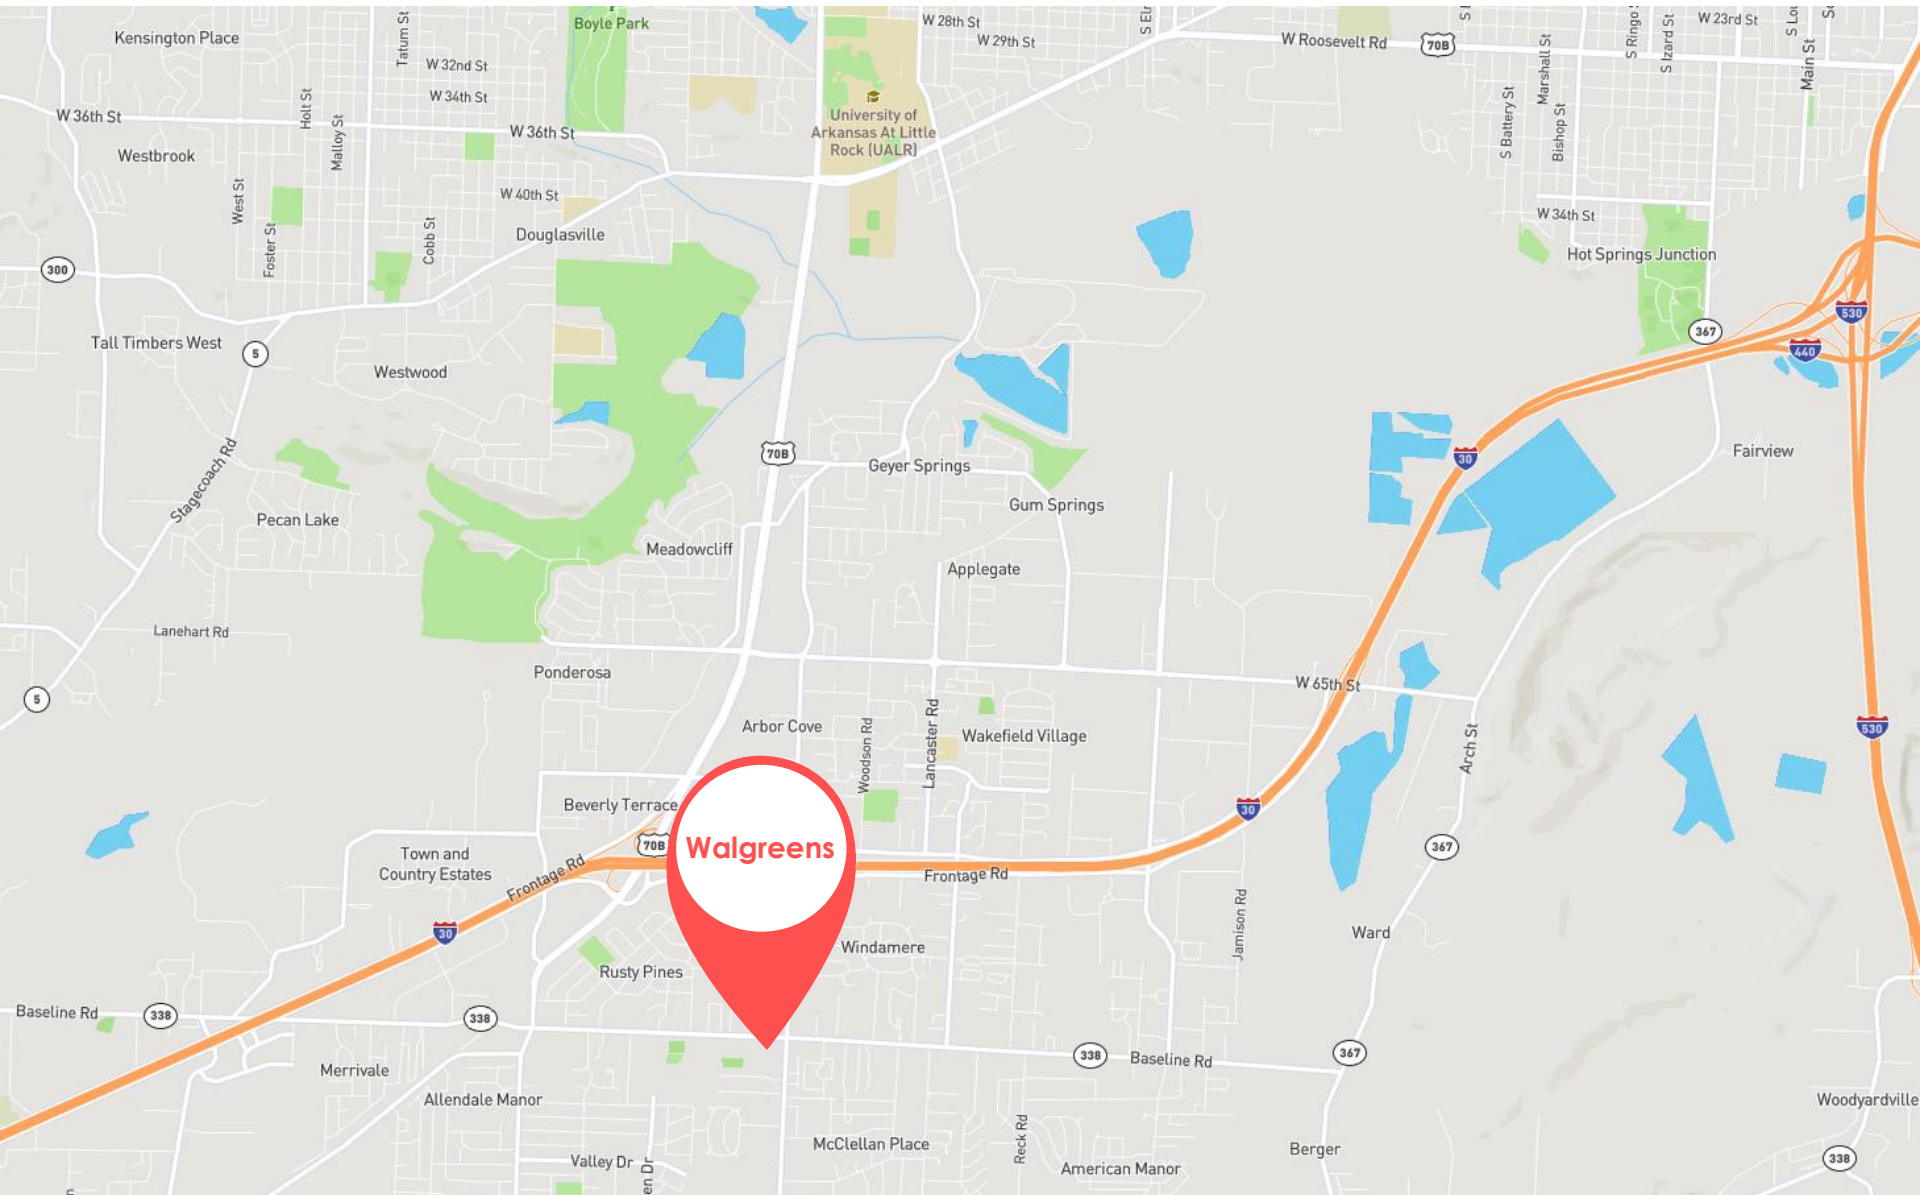 Boyle Park
Kensington Place
Tatum St
W 28th St
W 29th St
S Elm
W Roosevelt Rd
70B
W 23rd St
S Ringo
S Izard St
Main St
Marshall St
W 32nd St
W 34th St
Holt St
Malloy St
W 36th St
W 36th St
University of
Arkansas At Little
Rock (UALR)
S Battery St
Bishop St
Westbrook
West St
Foster St
Cobb St
W 40th St
Douglasville
W 34th St
Hot Springs Junction
300
530
367
440
Tall Timbers West
5
Westwood
Stagecoach Rd
70B
30
Geyer Springs
Fairview
Gum Springs
Pecan Lake
Meadowcliff
Applegate
Lanehart Rd
Ponderosa
5
W 65th St
Arbor Cove
Woodson Rd
Lancaster Rd
Wakefield Village
Arch St
530
Beverly Terrace
30
70B
Walgreens
367
Town and
Country Estates
Frontage Rd
Frontage Rd
30
Jamison Rd
Ward
Windamere
Rusty Pines
Baseline Rd
338
338
367
338
Baseline Rd
Merrivale
Allendale Manor
Woodyardville
McClellan Place
Reck Rd
Berger
Valley Dr
en Dr
American Manor
338